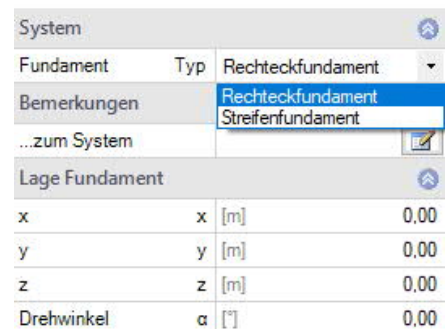 System
Fundament Typ Rechteckfundament
Rechteckfundament
Bemerkungen
Streifenfundament
...zum System
Lage Fundament
x x [m] 0,00
y y [m] 0,00
z z [m] 0,00
Drehwinkel α [°] 0,00